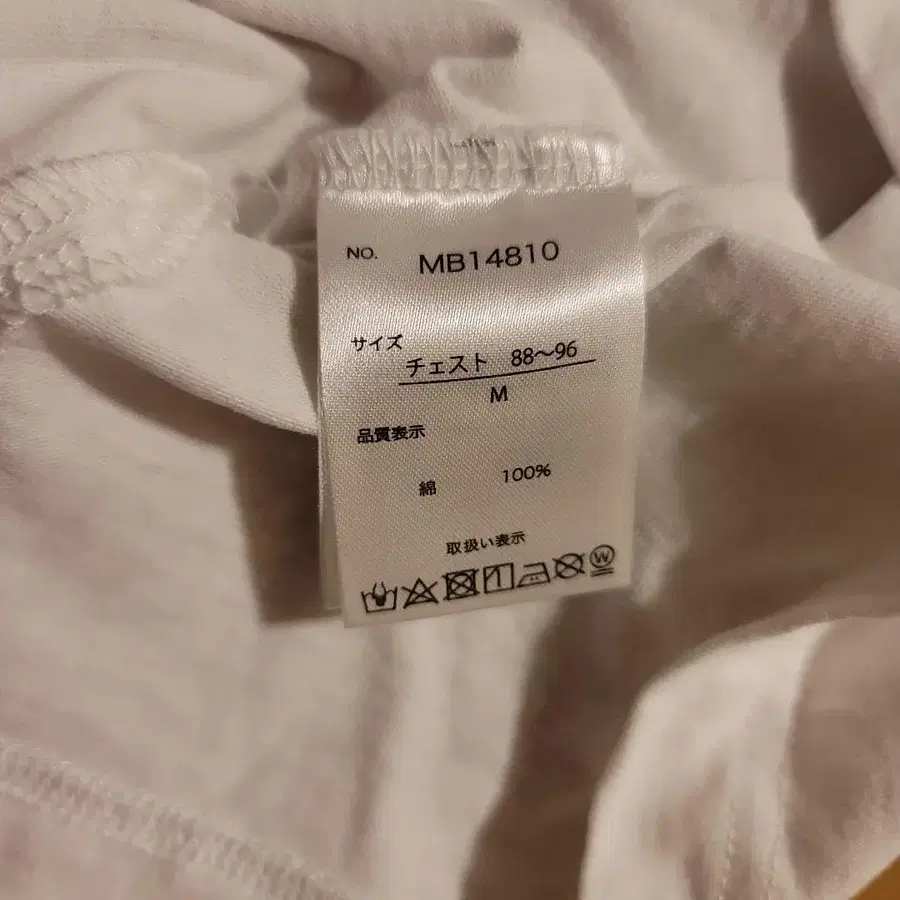 NO. MB14810
サイズ
チェスト 88〜96
M
品質表示
綿 100%
取扱い表示
W